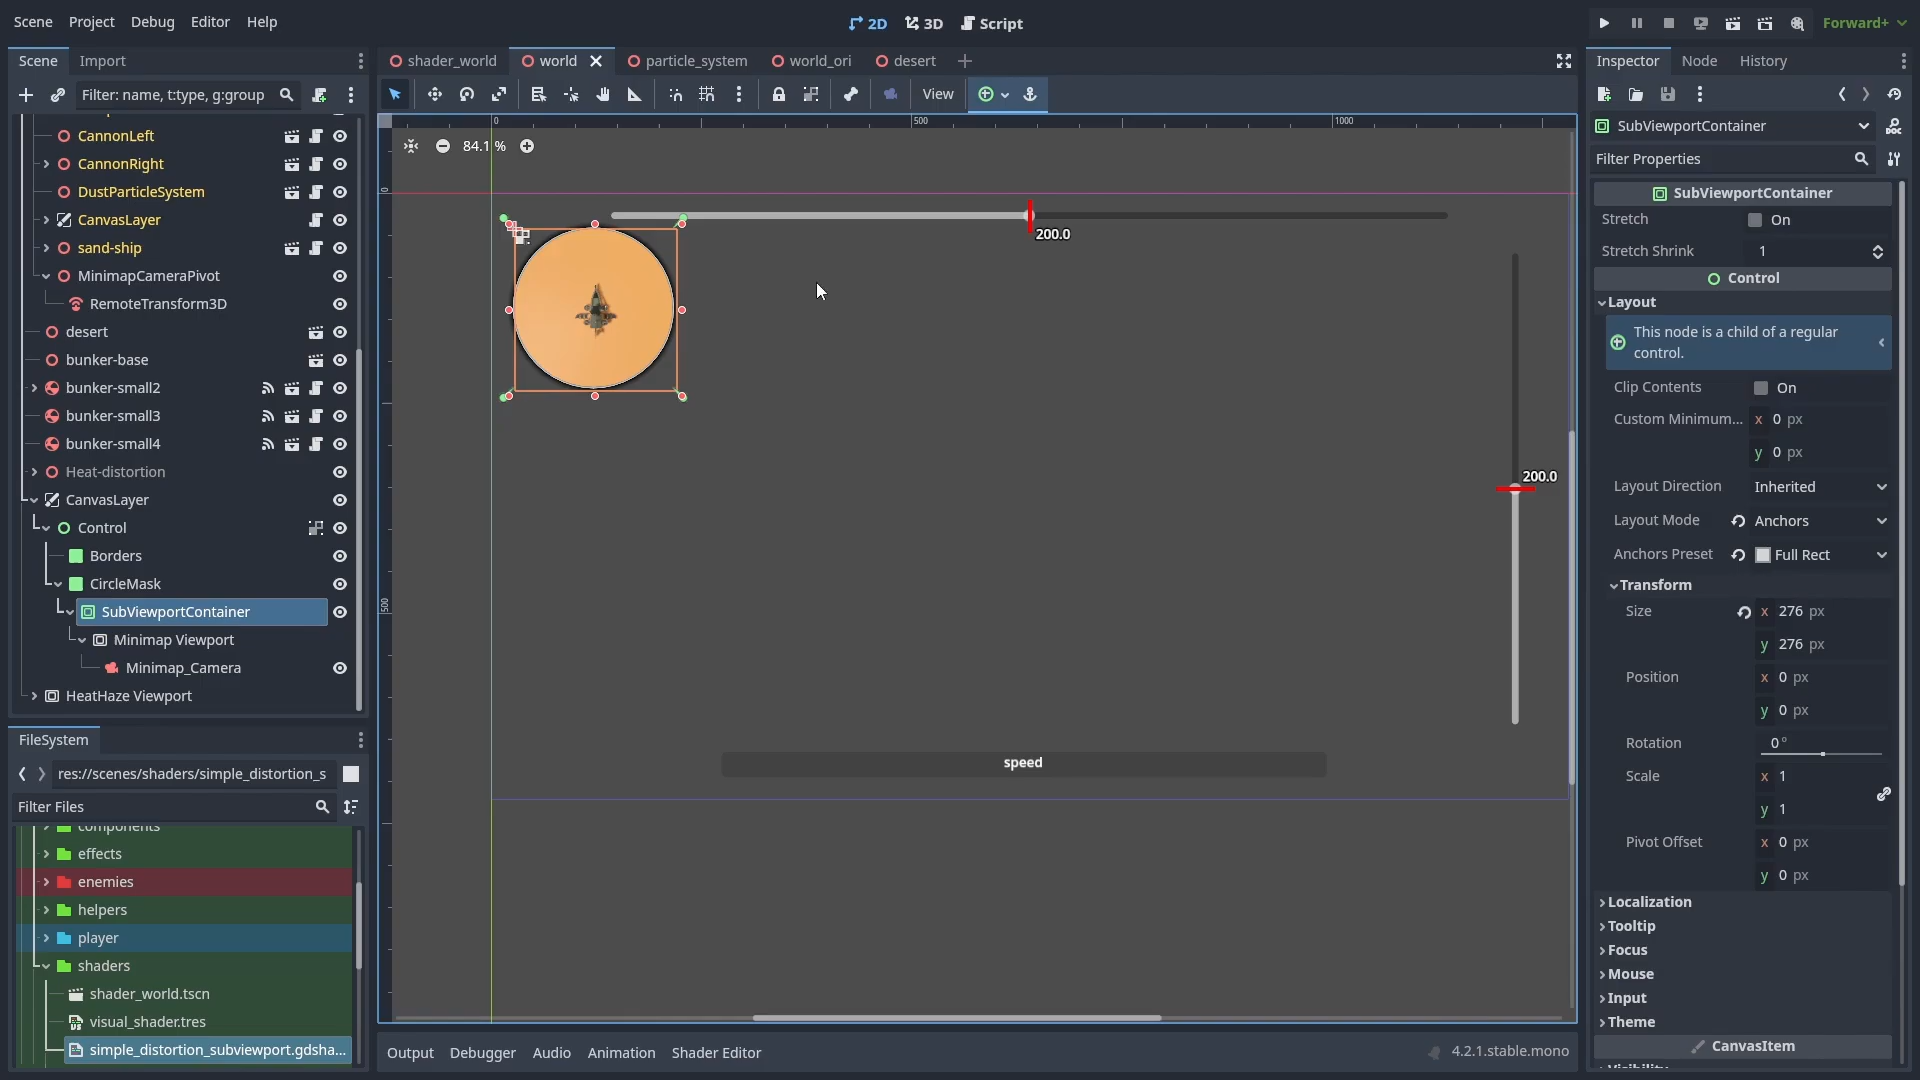 Scene Project Debug Editor Help
2D 3D Script
Forward+
Scene Import
shader_world world particle_system world_ori desert
Inspector Node History
Filter: name, t:type, g:group
View
SubViewportContainer
Filter Properties
84.1 %
0 500 1000
0
500
CannonLeft
CannonRight
DustParticleSystem
CanvasLayer
sand-ship
MinimapCameraPivot
RemoteTransform3D
desert
bunker-base
bunker-small2
bunker-small3
bunker-small4
Heat-distortion
CanvasLayer
Control
Borders
CircleMask
SubViewportContainer
Minimap Viewport
Minimap_Camera
HeatHaze Viewport
200.0
200.0
speed
FileSystem
res://scenes/shaders/simple_distortion_s
Filter Files
components
effects
enemies
helpers
player
shaders
shader_world.tscn
visual_shader.tres
simple_distortion_subviewport.gdsha...
Output Debugger Audio Animation Shader Editor
4.2.1.stable.mono
SubViewportContainer
Stretch On
Stretch Shrink 1
Control
Layout
This node is a child of a regular
control.
Clip Contents On
Custom Minimum... x 0 px
y 0 px
Layout Direction Inherited
Layout Mode Anchors
Anchors Preset Full Rect
Transform
Size x 276 px
y 276 px
Position x 0 px
y 0 px
Rotation 0 °
Scale x 1
y 1
Pivot Offset x 0 px
y 0 px
Localization
Tooltip
Focus
Mouse
Input
Theme
CanvasItem
Visibility